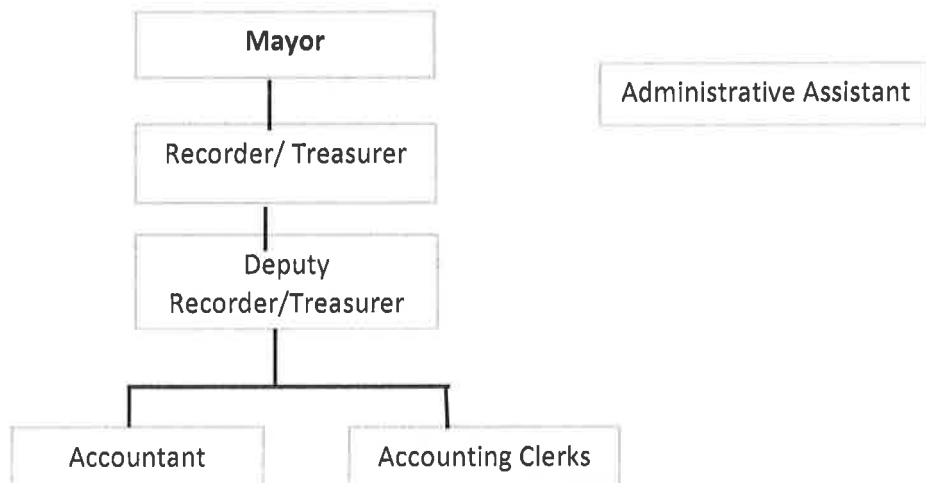 Mayor
Administrative Assistant
Recorder/ Treasurer
Deputy
Recorder/Treasurer
Accountant
Accounting Clerks